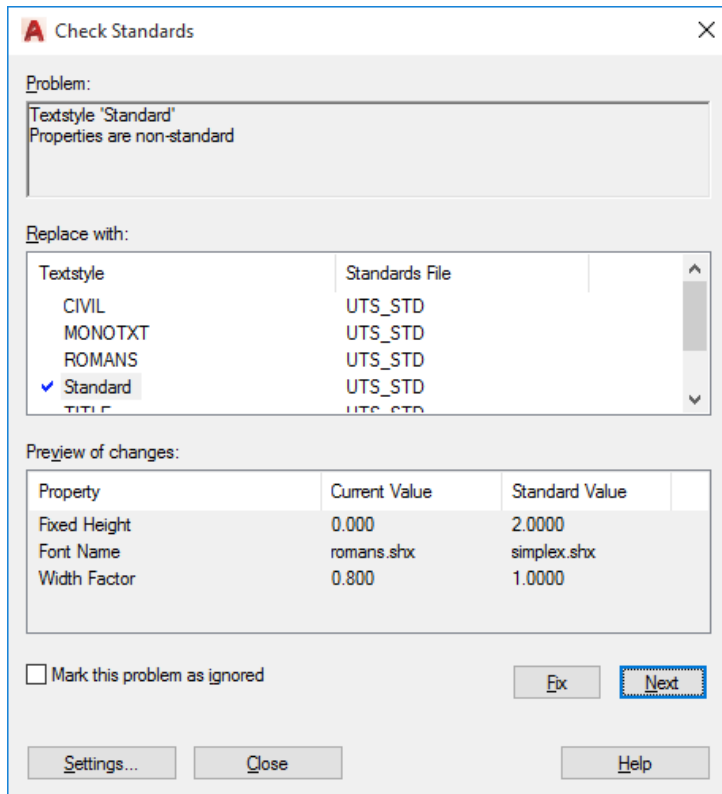 Check Standards
Problem:
Textstyle 'Standard'
Properties are non-standard
Replace with:
Textstyle Standards File
CIVIL UTS_STD
MONOTXT UTS_STD
ROMANS UTS_STD
Standard UTS_STD
TITLE UTS_STD
Preview of changes:
Property Current Value Standard Value
Fixed Height 0.000 2.0000
Font Name romans.shx simplex.shx
Width Factor 0.800 1.0000
Mark this problem as ignored
Fix Next
Settings... Close Help